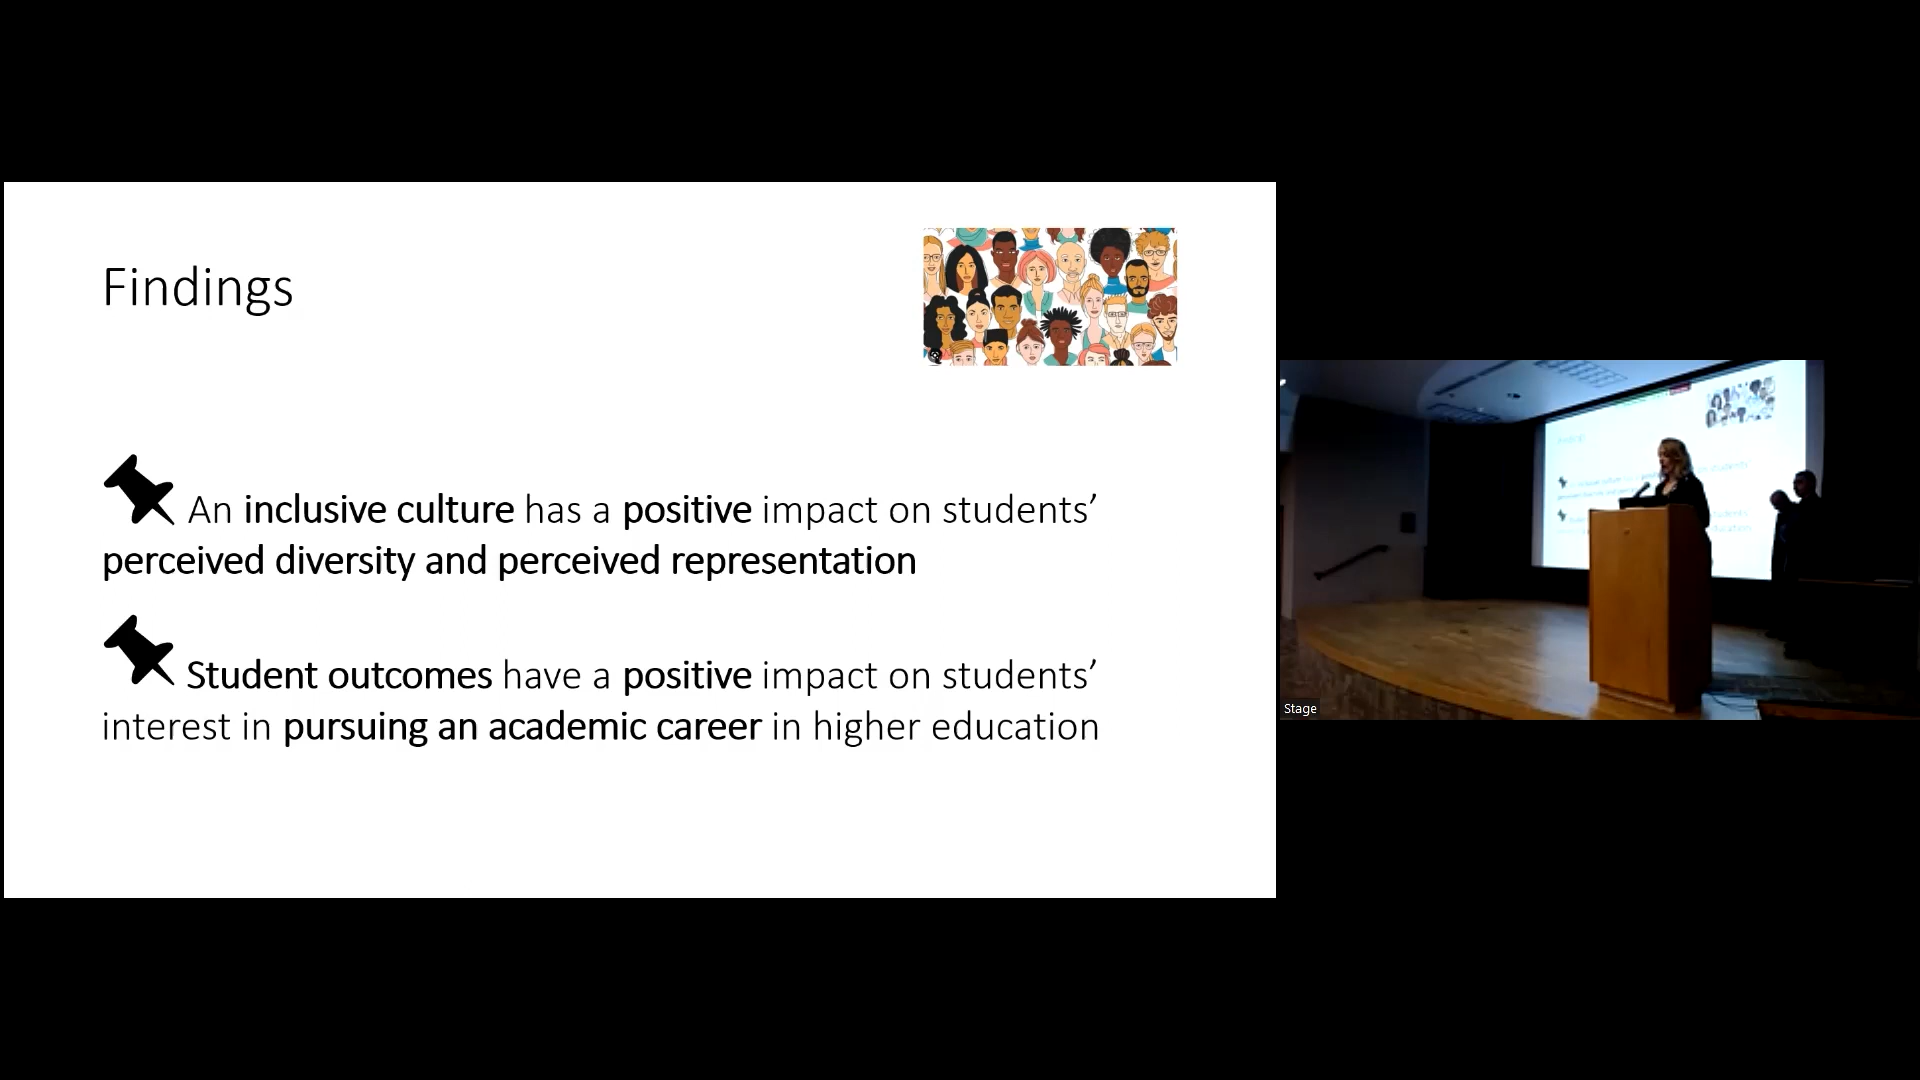 Findings
An inclusive culture has a positive impact on students’
perceived diversity and perceived representation
Student outcomes have a positive impact on students’
interest in pursuing an academic career in higher education
Stage